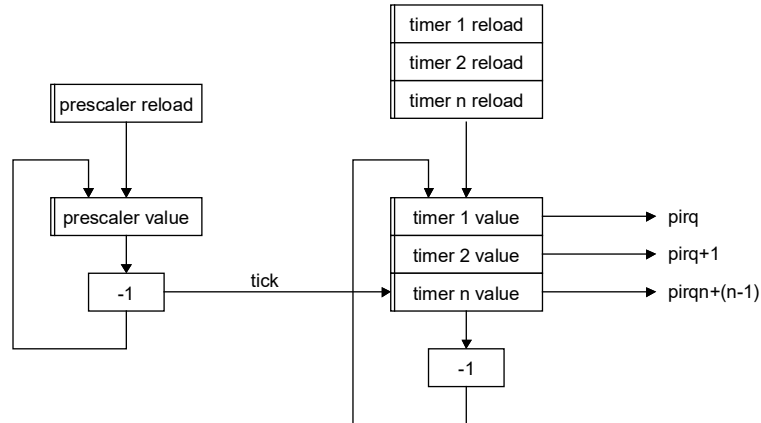 timer 1 reload
timer 2 reload
timer n reload
prescaler reload
prescaler value
-1
tick
timer 1 value
timer 2 value
timer n value
pirq
pirq+1
pirqn+(n-1)
-1